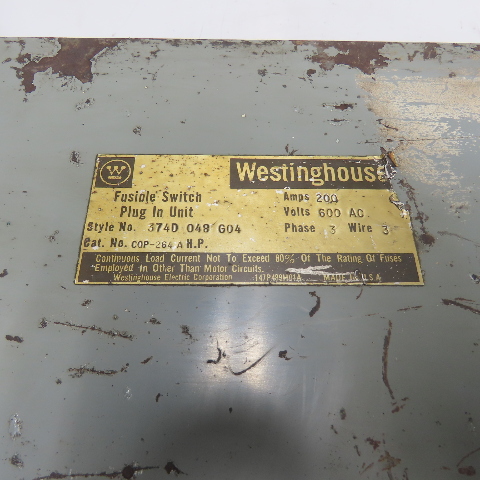 W
Westinghouse
Fusible Switch
Plug In Unit
Amps 200
Volts 600 AC
Style No. 374D 048 G04
Phase 3 Wire 3
Cat. No. COP-264 A H.P.
Continuous Load Current Not To Exceed 80% Of The Rating Of Fuses
Employed In Other Than Motor Circuits.
Westinghouse Electric Corporation MADE IN U.S.A.